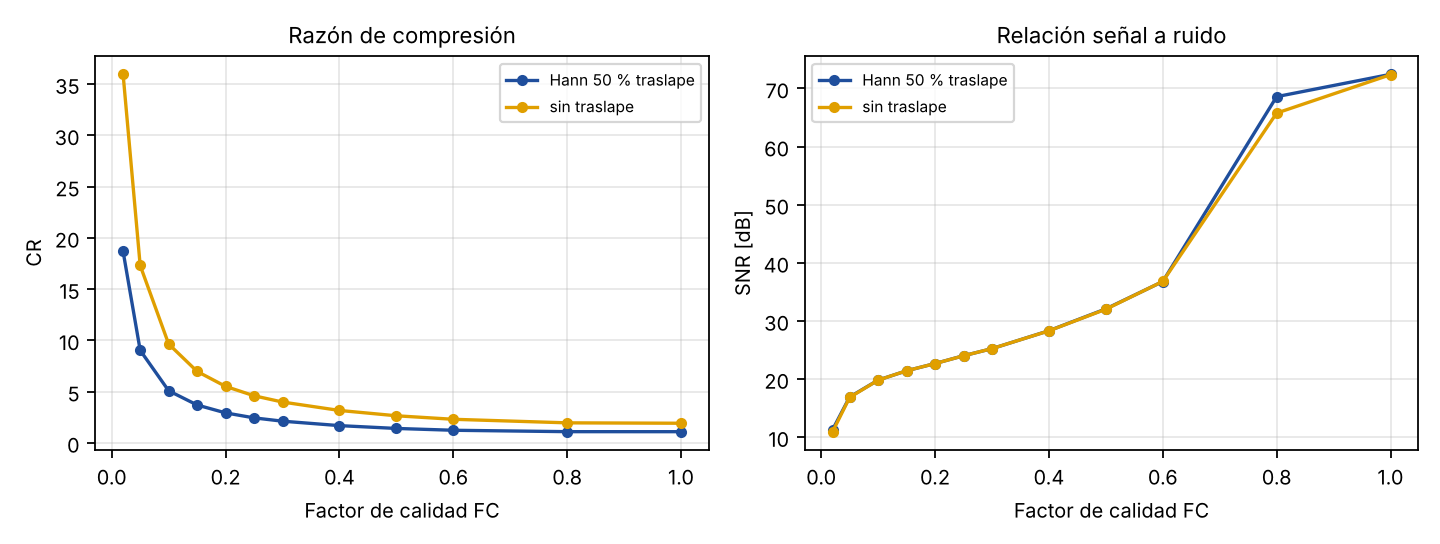 Razón de compresión
Hann 50 % traslape
sin traslape
CR
35
30
25
20
15
10
5
0
0.0 0.2 0.4 0.6 0.8 1.0
Factor de calidad FC
Relación señal a ruido
Hann 50 % traslape
sin traslape
SNR [dB]
70
60
50
40
30
20
10
0.0 0.2 0.4 0.6 0.8 1.0
Factor de calidad FC